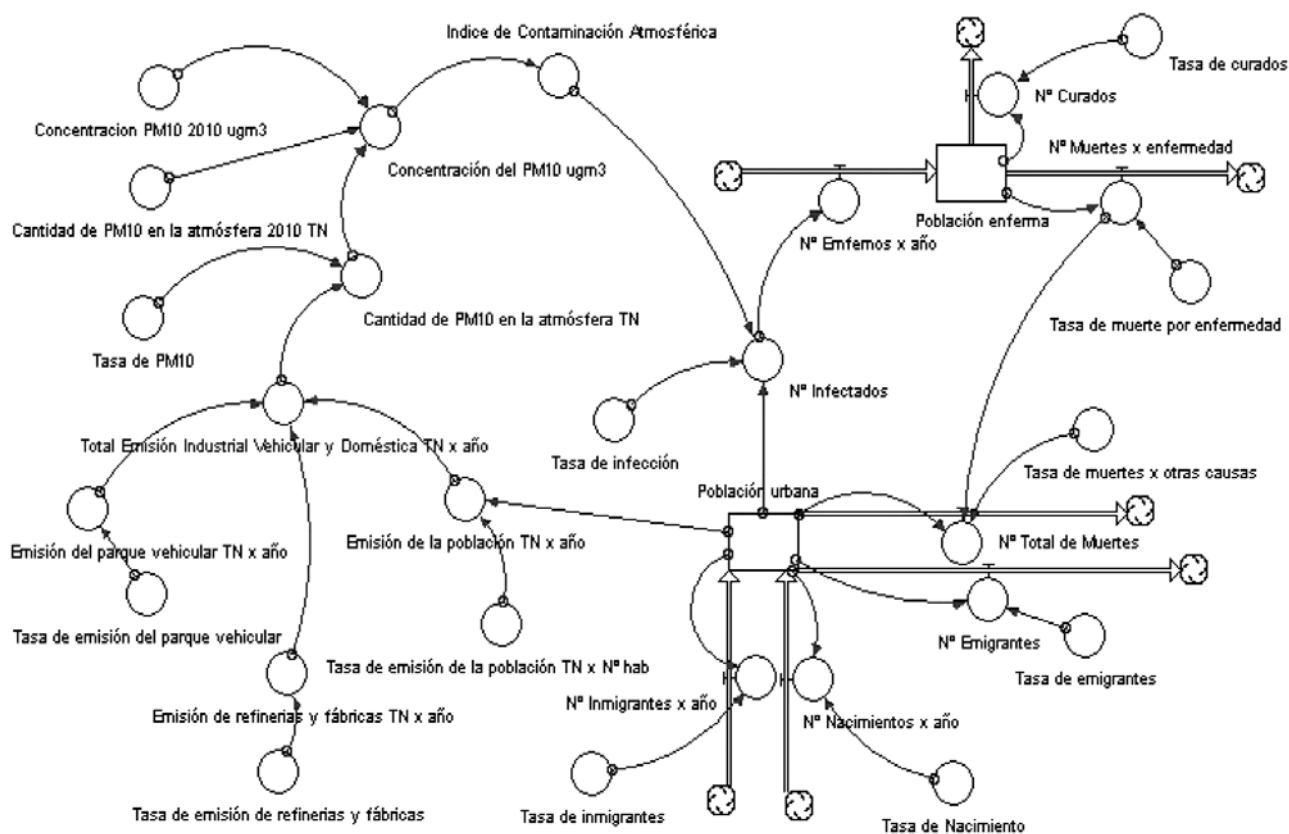 Indice de Contaminación Atmosférica
Tasa de curados
Nº Curados
Concentracion PM10 2010 ugm3
Concentración del PM10 ugm3
Nº Muertes x enfermedad
Cantidad de PM10 en la atmósfera 2010 TN
Población enferma
Nº Emfernos x año
Cantidad de PM10 en la atmósfera TN
Tasa de muerte por enfermedad
Tasa de PM10
Nº Infectados
Total Emisión Industrial Vehicular y Doméstica TN x año
Tasa de infección
Tasa de muertes x otras causas
Población urbana
Emisión del parque vehicular TN x año
Emisión de la población TN x año
Nº Total de Muertes
Tasa de emisión del parque vehicular
Nº Emigrantes
Tasa de emisión de la población TN x Nº hab
Tasa de emigrantes
Nº Inmigrantes x año
Emisión de refinerias y fábricas TN x año
Nº Nacimientos x año
Tasa de emisión de refinerias y fábricas
Tasa de inmigrantes
Tasa de Nacimiento